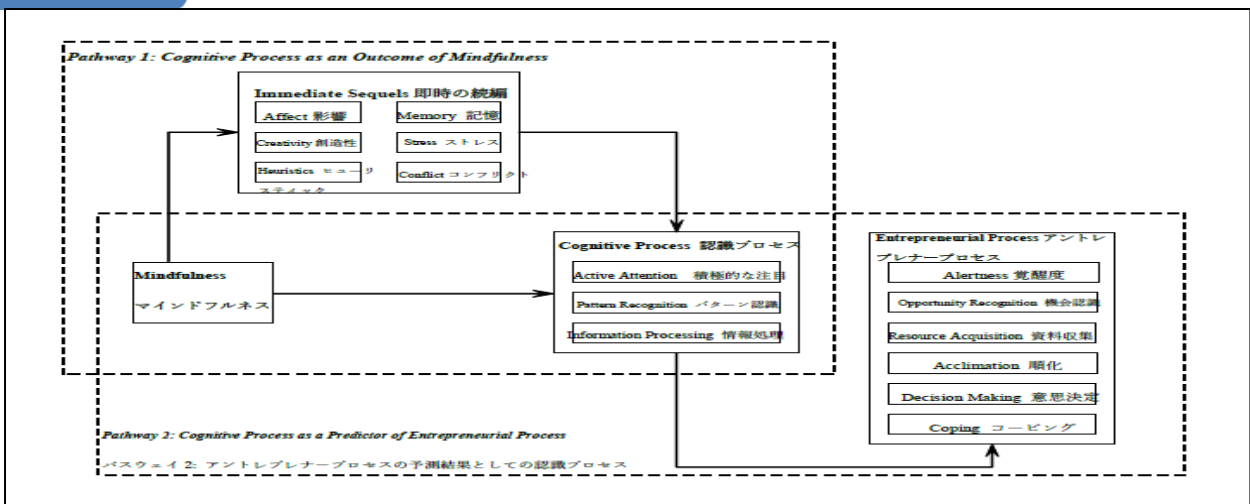 Pathway 1: Cognitive Process as an Outcome of Mindfulness
Immediate Sequels 即時の続編
Affect 影響
Memory 記憶
Creativity 創造性
Stress ストレス
Heuristics ヒューリ
スティック
Conflict コンフリクト
Mindfulness
マインドフルネス
Cognitive Process 認識プロセス
Active Attention 積極的な注目
Pattern Recognition パターン認識
Information Processing 情報処理
Entrepreneurial Process アントレ
プレナープロセス
Alertness 覚醒度
Opportunity Recognition 機会認識
Resource Acquisition 資料収集
Acclimation 順化
Decision Making 意思決定
Coping コーピング
Pathway 2: Cognitive Process as a Predictor of Entrepreneurial Process
パスウェイ 2: アントレプレナープロセスの予測結果としての認識プロセス